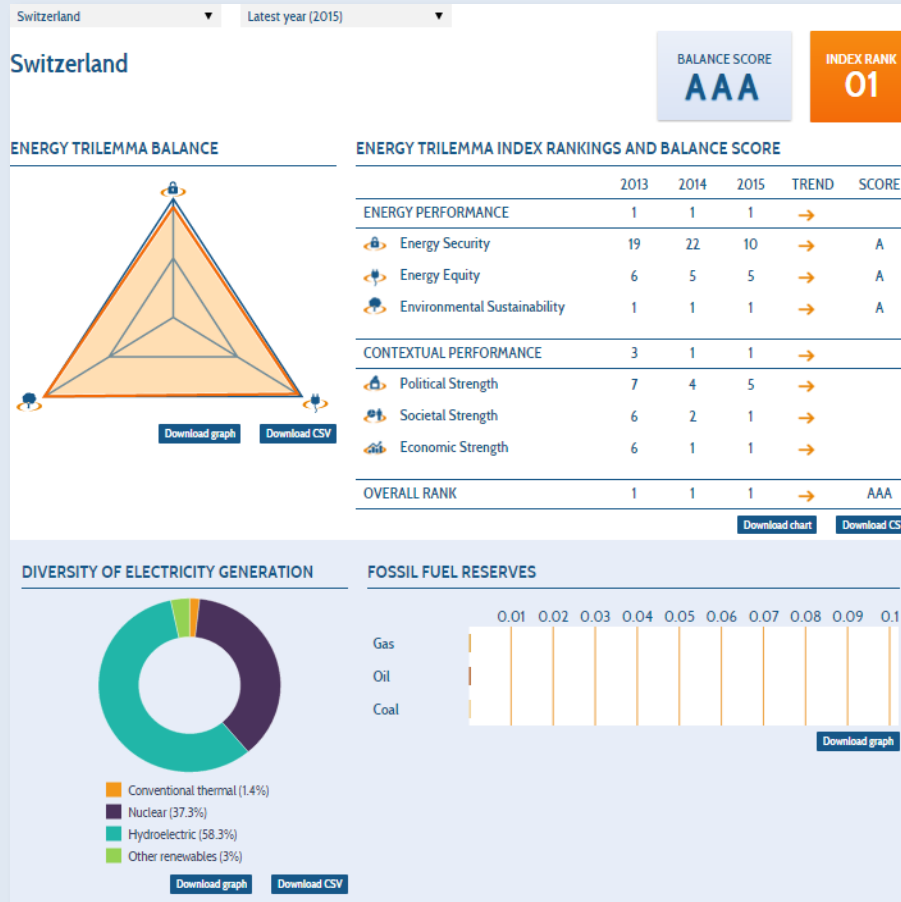 Switzerland Latest year (2015)
Switzerland
BALANCE SCORE
AAA
INDEX RANK
01
ENERGY TRILEMMA BALANCE
Download graph Download CSV
ENERGY TRILEMMA INDEX RANKINGS AND BALANCE SCORE
2013 2014 2015 TREND SCORE
ENERGY PERFORMANCE 1 1 1
Energy Security 19 22 10 A
Energy Equity 6 5 5 A
Environmental Sustainability 1 1 1 A
CONTEXTUAL PERFORMANCE 3 1 1
Political Strength 7 4 5
Societal Strength 6 2 1
Economic Strength 6 1 1
OVERALL RANK 1 1 1 AAA
Download chart Download CS
DIVERSITY OF ELECTRICITY GENERATION
Conventional thermal (1.4%)
Nuclear (37.3%)
Hydroelectric (58.3%)
Other renewables (3%)
Download graph Download CSV
FOSSIL FUEL RESERVES
0.01 0.02 0.03 0.04 0.05 0.06 0.07 0.08 0.09 0.1
Gas
Oil
Coal
Download graph